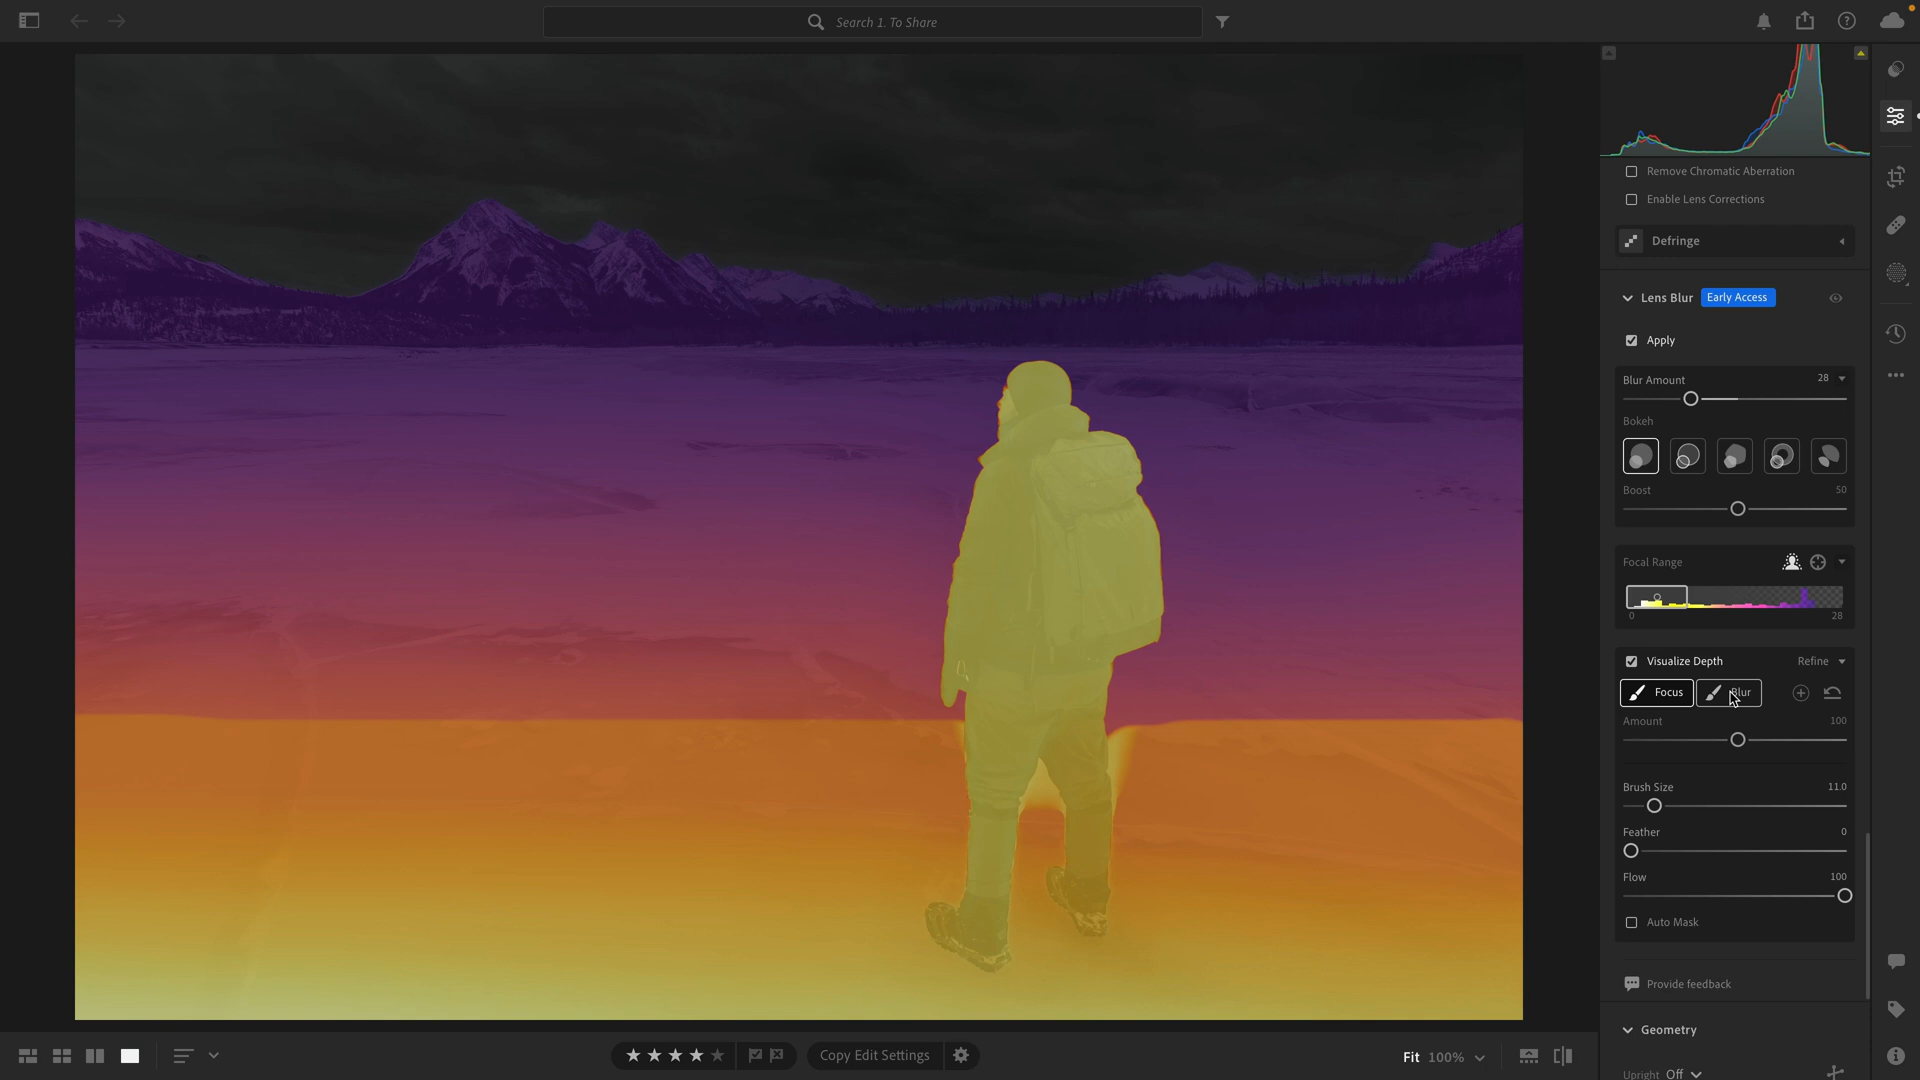 Search 1. To Share
Remove Chromatic Aberration
Enable Lens Corrections
Defringe
Lens Blur Early Access
Apply
Blur Amount 28
Bokeh
Boost 50
Focal Range
0 28
Visualize Depth Refine
Focus Blur
Amount 100
Brush Size 11.0
Feather 0
Flow 100
Auto Mask
Provide feedback
Geometry
Upright Off
Copy Edit Settings
Fit 100%